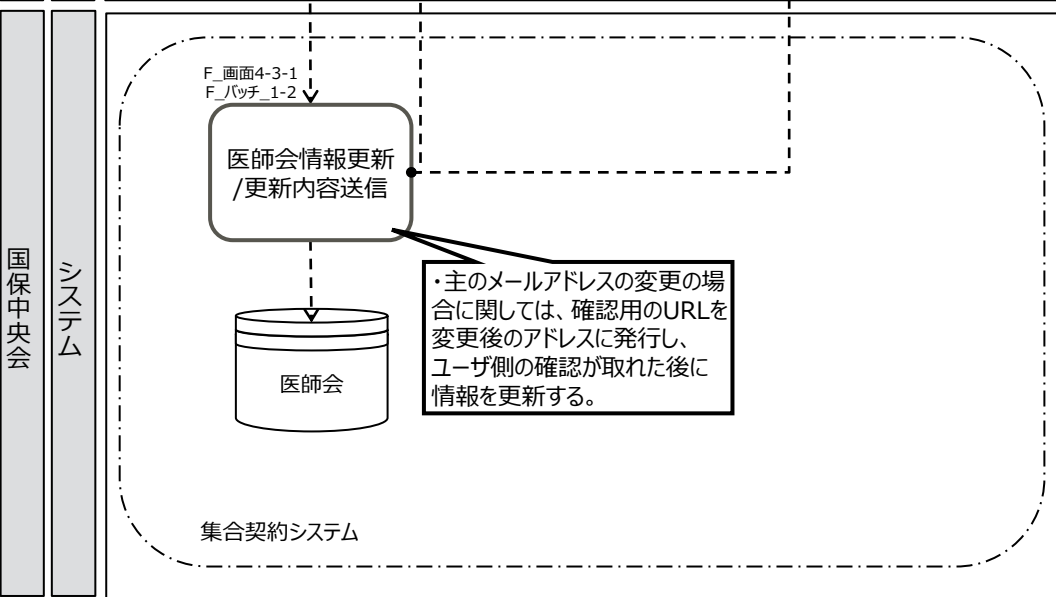 国保中央会
システム
F_画面4-3-1
F_バッチ_1-2
医師会情報更新
/更新内容送信
・主のメールアドレスの変更の場
合に関しては、確認用のURLを
変更後のアドレスに発行し、
ユーザ側の確認が取れた後に
情報を更新する。
医師会
集合契約システム